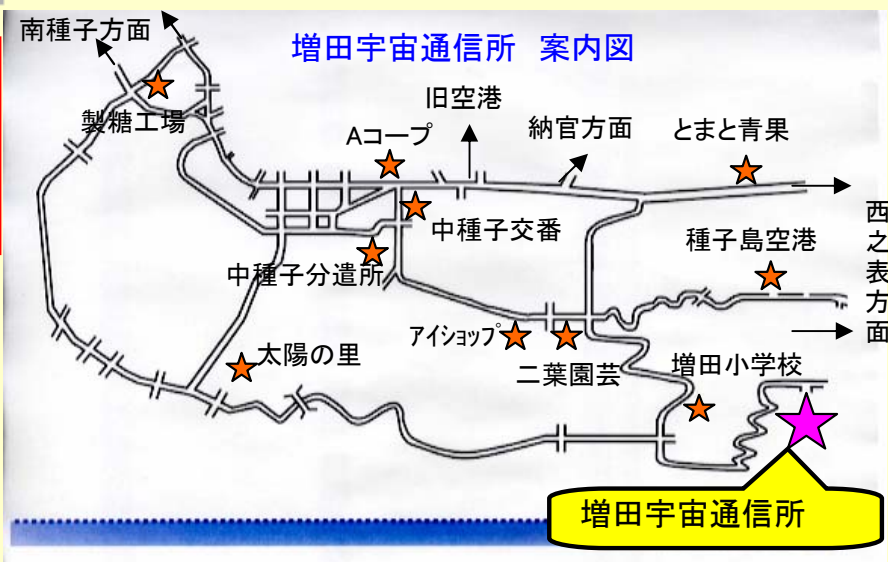 南種子方面
増田宇宙通信所 案内図
製糖工場
旧空港
Aコープ
納官方面
とまと青果
中種子交番
西之表方面
種子島空港
中種子分遣所
アイショップ
二葉園芸
太陽の里
増田小学校
増田宇宙通信所